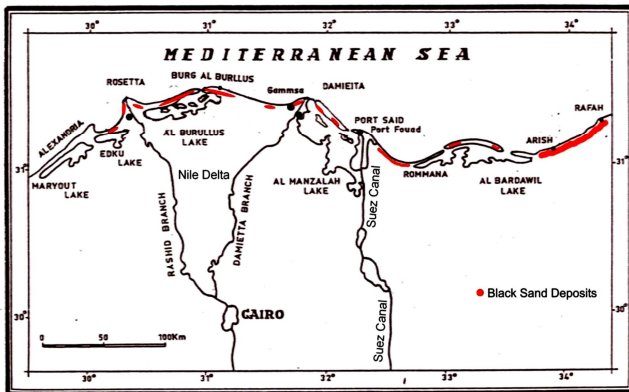 30°
31°
32°
33°
34°
MEDITERRANEAN SEA
ROSETTA
BURG AL BURLLUS
Gammsa
DAMIEITA
RAFAH
PORT SAID
Port Fouad
ARISH
ALEXANDRIA
AL BURULLUS
LAKE
EDKU
LAKE
ROMMANA
31°
31°
MARYOUT
LAKE
Nile Delta
AL MANZALAH
LAKE
AL BARDAWIL
LAKE
RASHID BRANCH
DAMIETTA BRANCH
Suez Canal
Black Sand Deposits
CAIRO
30°
30°
Suez Canal
0
100Km
30°
31°
32°
33°
34°